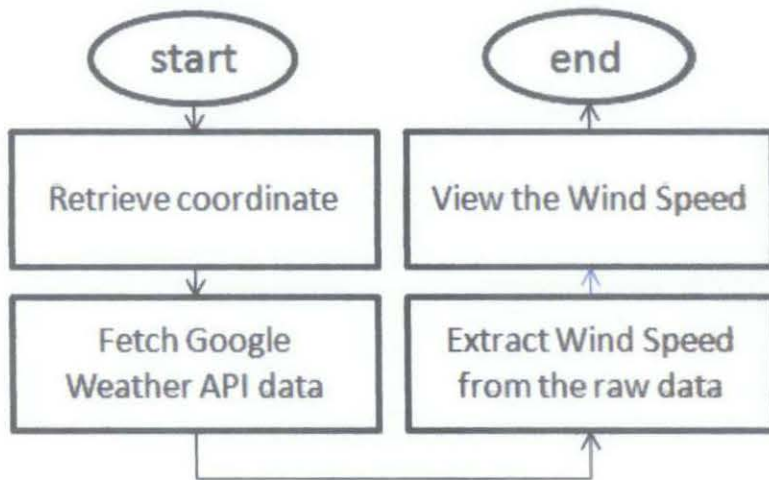 start
Retrieve coordinate
Fetch Google
Weather API data
Extract Wind Speed
from the raw data
View the Wind Speed
end